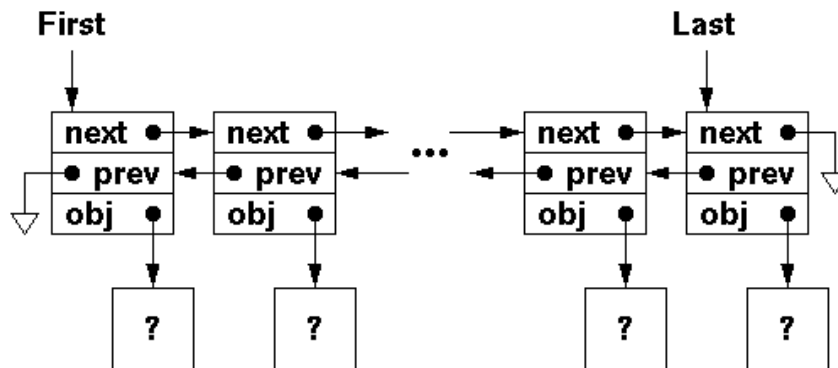 First Last
next next ... next next
prev prev prev prev
obj obj obj obj
? ? ? ?